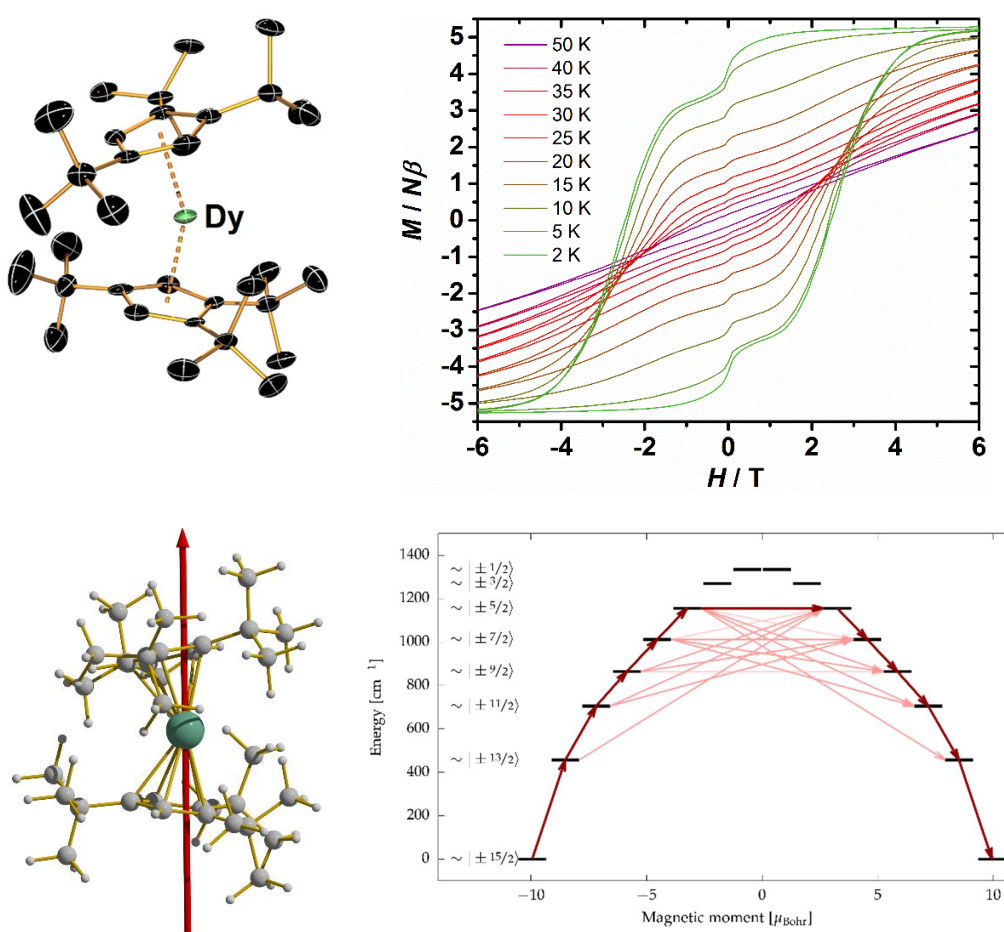 Dy
M / Nβ
5
4
3
2
1
0
-1
-2
-3
-4
-5
50 K
40 K
35 K
30 K
25 K
20 K
15 K
10 K
5 K
2 K
-6
-4
-2
0
2
4
6
H / T
Energy [cm⁻¹]
1400
1200
1000
800
600
400
200
0
∼ | ± 1/2⟩
∼ | ± 3/2⟩
∼ | ± 5/2⟩
∼ | ± 7/2⟩
∼ | ± 9/2⟩
∼ | ± 11/2⟩
∼ | ± 13/2⟩
∼ | ± 15/2⟩
−10
−5
0
5
10
Magnetic moment [μBohr]